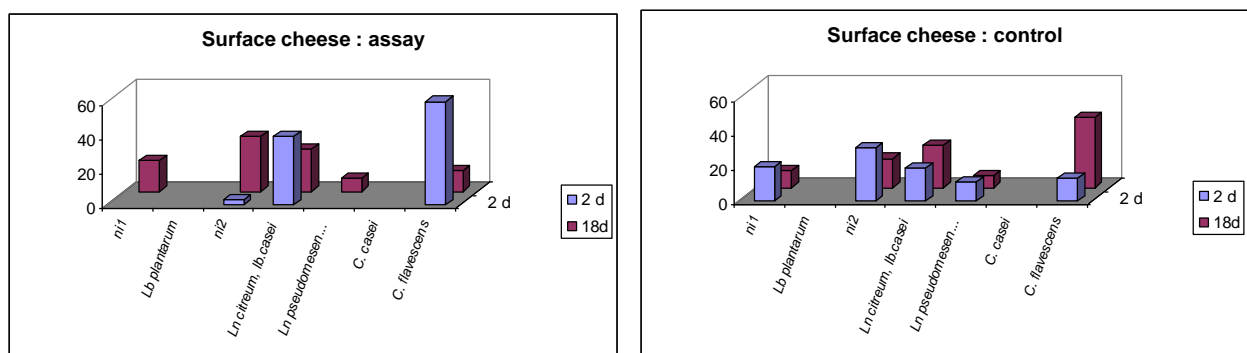 Surface cheese : assay
60
40
20
0
ni1
Lb plantarum
ni2
Ln citreum, lb.casei
Ln pseudomesen...
C. casei
C. flavescens
2 d
2 d
18d
Surface cheese : control
60
40
20
0
ni1
Lb plantarum
ni2
Ln citreum, lb.casei
Ln pseudomesen...
C. casei
C. flavescens
2 d
2 d
18d